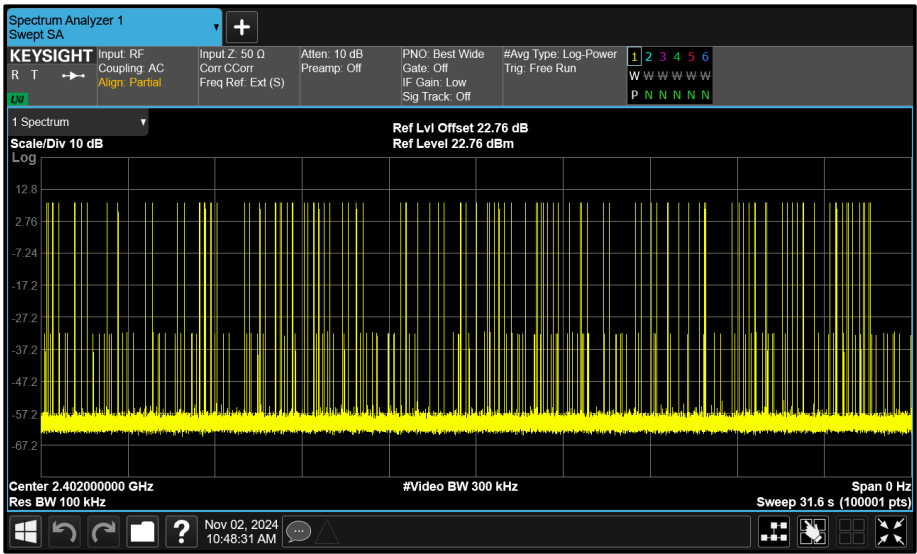 Spectrum Analyzer 1
Swept SA
+
KEYSIGHT Input: RF Input Z: 50 Ω Atten: 10 dB PNO: Best Wide #Avg Type: Log-Power 1 2 3 4 5 6
R T Coupling: AC Corr CCorr Preamp: Off Gate: Off Trig: Free Run W W W W W W
Align: Partial Freq Ref: Ext (S) IF Gain: Low P N N N N N
LXI Sig Track: Off
1 Spectrum
Ref Lvl Offset 22.76 dB
Scale/Div 10 dB Ref Level 22.76 dBm
Log
12.8
2.76
-7.24
-17.2
-27.2
-37.2
-47.2
-57.2
-67.2
Center 2.402000000 GHz #Video BW 300 kHz Span 0 Hz
Res BW 100 kHz Sweep 31.6 s (100001 pts)
? Nov 02, 2024
10:48:31 AM